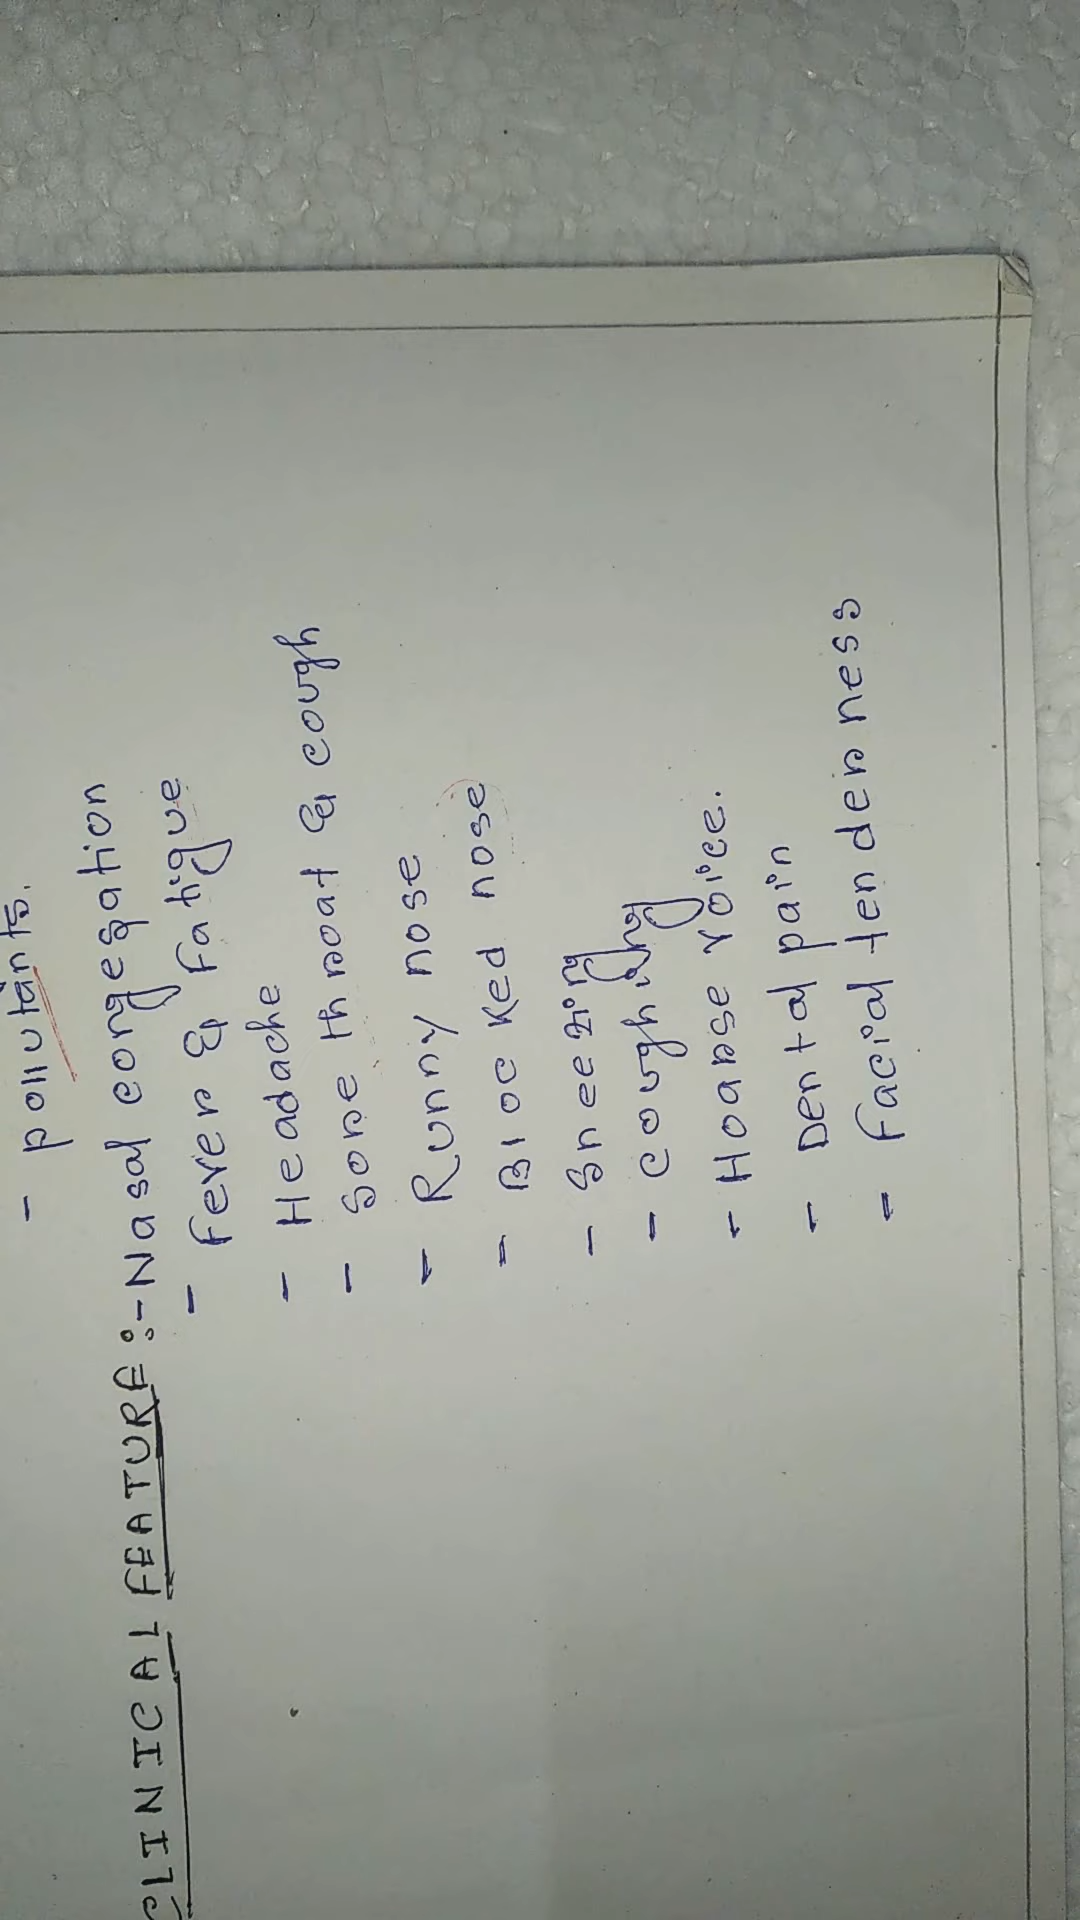 - pollutants.
CLINICAL FEATURE :- Nasal congegation
- Fever & Fatigue
- Headache
- Sore throat & cough
- Runny nose
- Blocked nose
- Sneezing
- coughing
- Hoarse voice.
- Dental pain
- Facial tenderness